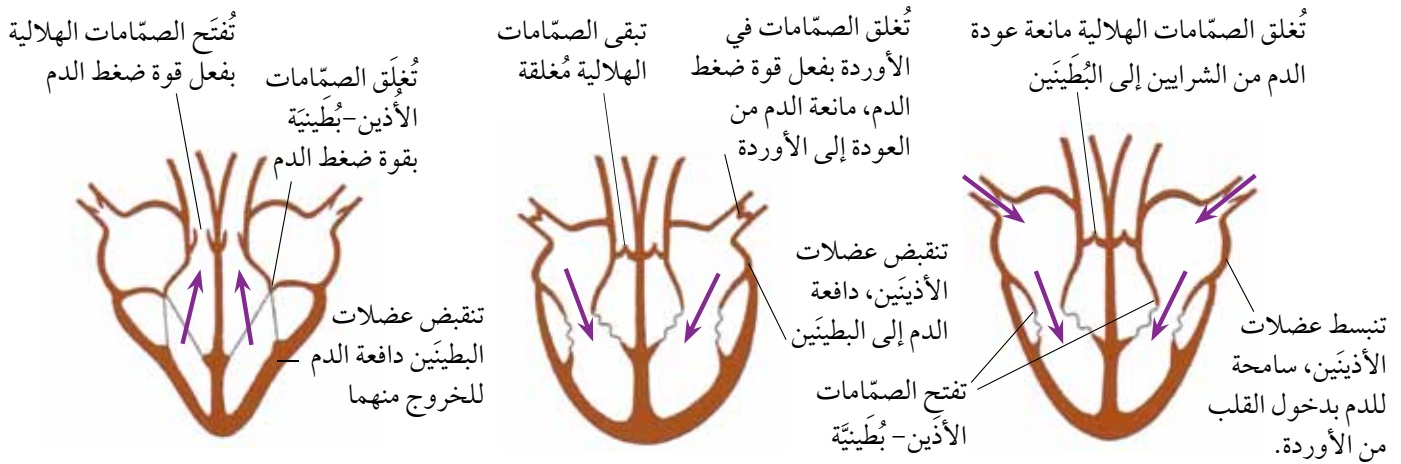 تُغلق الصمّامات الهلالية مانعة عودة
الدم من الشرايين إلى البُطَينَين
تنبسط عضلات
الأذينَين، سامحة
للدم بدخول القلب
من الأوردة.
تُغلق الصمّامات في
الأوردة بفعل قوة ضغط
الدم، مانعة الدم من
العودة إلى الأوردة
تبقى الصمّامات
الهلالية مُغلقة
تنقبض عضلات
الأذينَين، دافعة
الدم إلى البطينَين
تفتح الصمّامات
الأذَين- بُطَينيَّة
تُفتَح الصمّامات الهلالية
بفعل قوة ضغط الدم
تُغلَق الصمّامات
الأُذين-بُطَينيَة
بقوة ضغط الدم
تنقبض عضلات
البطينَين دافعة الدم
للخروج منهما